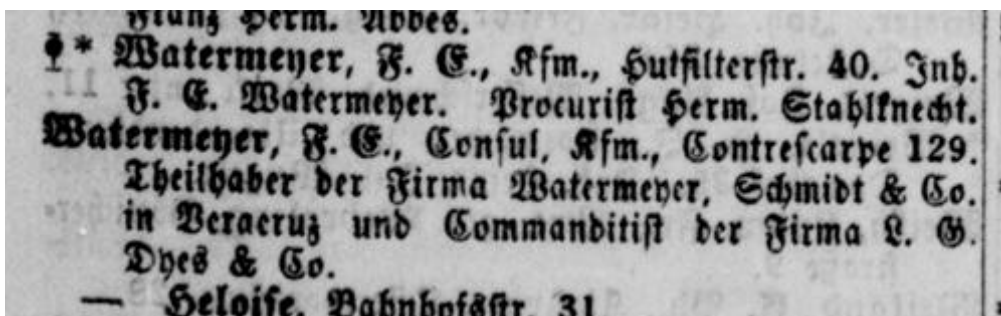 Franz Herm. Abbes.
* Watermeyer, F. E., Kfm., Hutfilterstr. 40. Inh.
F. E. Watermeyer. Procurist Herm. Stahlknecht.
Watermeyer, F. E., Consul, Kfm., Contrescarpe 129.
Theilhaber der Firma Watermeyer, Schmidt & Co.
in Veracruz und Commanditist der Firma L. G.
Dyes & Co.
— Heloise, Bahnhofsstr. 31